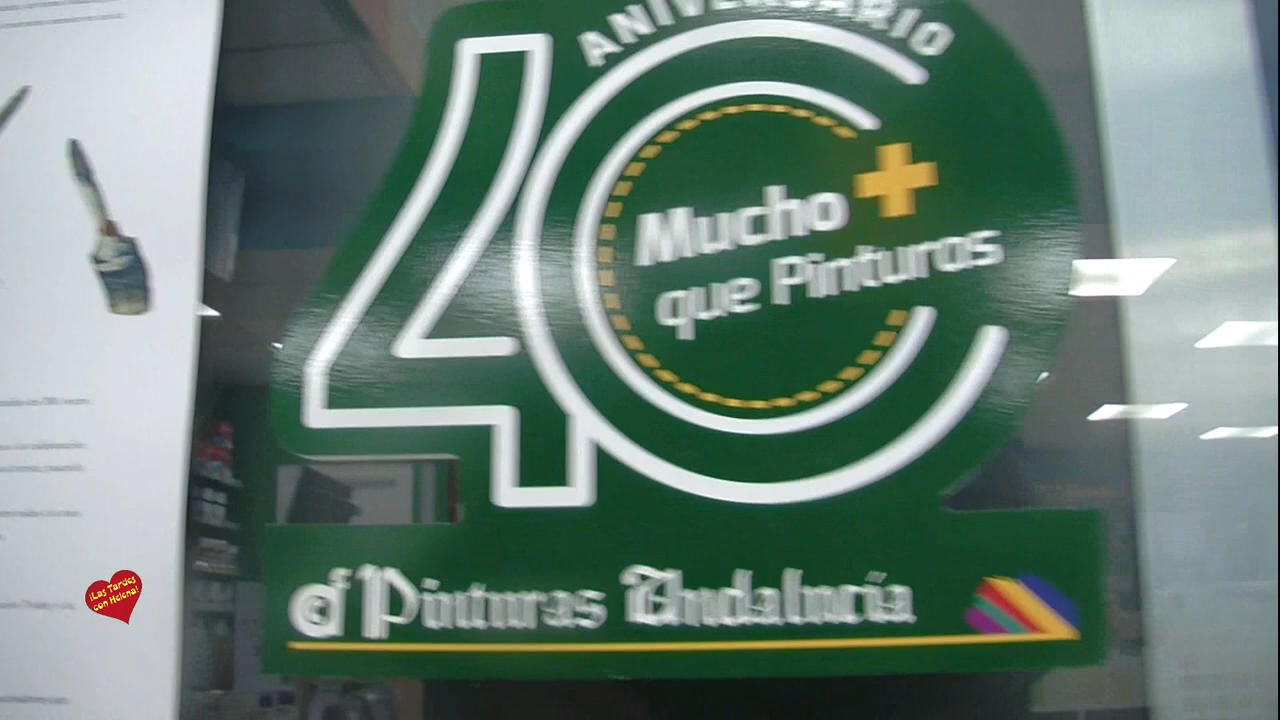 ANIVERSARIO
40
Mucho +
que Pinturas
Pinturas Andalucía
¡Las Tardes
con Helena!